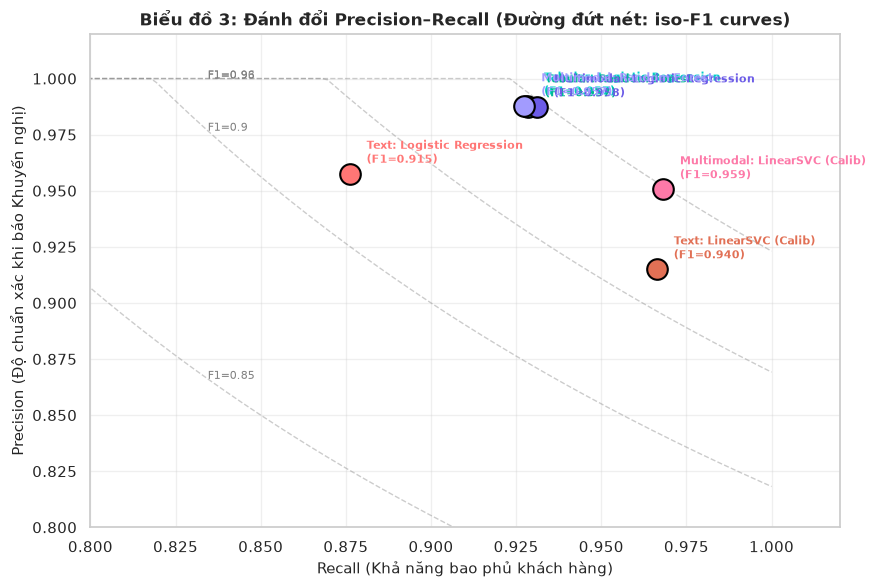 Biểu đồ 3: Đánh đổi Precision–Recall (Đường đứt nét: iso-F1 curves)
Precision (Độ chuẩn xác khi báo Khuyến nghị)
1.000
0.975
0.950
0.925
0.900
0.875
0.850
0.825
0.800
F1=0.9
F1=0.85
Text: Logistic Regression
(F1=0.915)
Multimodal: LinearSVC (Calib)
(F1=0.959)
Text: LinearSVC (Calib)
(F1=0.940)
0.800
0.825
0.850
0.875
0.900
0.925
0.950
0.975
1.000
Recall (Khả năng bao phủ khách hàng)